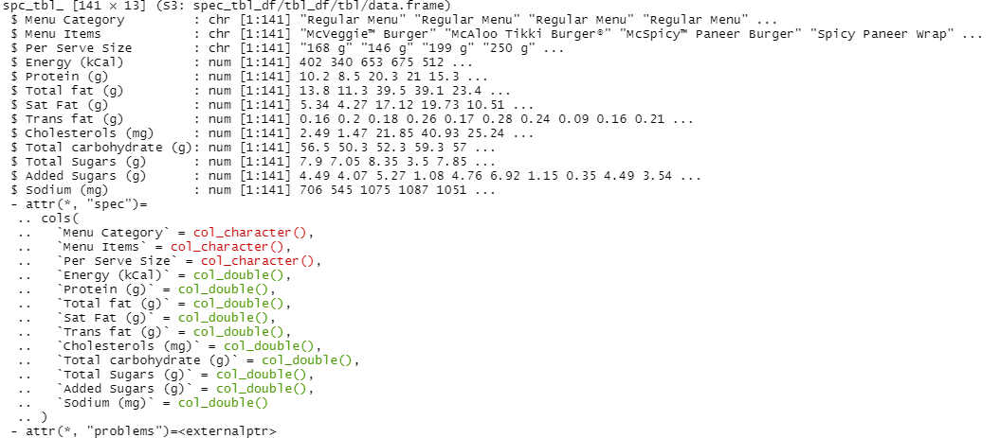 spc_tbl_ [141 × 13] (S3: spec_tbl_df/tbl_df/tbl/data.frame)
 $ Menu Category         : chr [1:141] "Regular Menu" "Regular Menu" "Regular Menu" "Regular Menu" ...
 $ Menu Items            : chr [1:141] "McVeggie™ Burger" "McAloo Tikki Burger®" "McSpicy™ Paneer Burger" "Spicy Paneer Wrap" ...
 $ Per Serve Size        : chr [1:141] "168 g" "146 g" "199 g" "250 g" ...
 $ Energy (kCal)         : num [1:141] 402 340 653 675 512 ...
 $ Protein (g)           : num [1:141] 10.2 8.5 20.3 21 15.3 ...
 $ Total fat (g)         : num [1:141] 13.8 11.3 39.5 39.1 23.4 ...
 $ Sat Fat (g)           : num [1:141] 5.34 4.27 17.12 19.73 10.51 ...
 $ Trans fat (g)         : num [1:141] 0.16 0.2 0.18 0.26 0.17 0.28 0.24 0.09 0.16 0.21 ...
 $ Cholesterols (mg)     : num [1:141] 2.49 1.47 21.85 40.93 25.24 ...
 $ Total carbohydrate (g): num [1:141] 56.5 50.3 52.3 59.3 57 ...
 $ Total Sugars (g)      : num [1:141] 7.9 7.05 8.35 3.5 7.85 ...
 $ Added Sugars (g)      : num [1:141] 4.49 4.07 5.27 1.08 4.76 6.92 1.15 0.35 4.49 3.54 ...
 $ Sodium (mg)           : num [1:141] 706 545 1075 1087 1051 ...
 - attr(*, "spec")=
  .. cols(
  ..   `Menu Category` = col_character(),
  ..   `Menu Items` = col_character(),
  ..   `Per Serve Size` = col_character(),
  ..   `Energy (kCal)` = col_double(),
  ..   `Protein (g)` = col_double(),
  ..   `Total fat (g)` = col_double(),
  ..   `Sat Fat (g)` = col_double(),
  ..   `Trans fat (g)` = col_double(),
  ..   `Cholesterols (mg)` = col_double(),
  ..   `Total carbohydrate (g)` = col_double(),
  ..   `Total Sugars (g)` = col_double(),
  ..   `Added Sugars (g)` = col_double(),
  ..   `Sodium (mg)` = col_double()
  .. )
 - attr(*, "problems")=<externalptr>